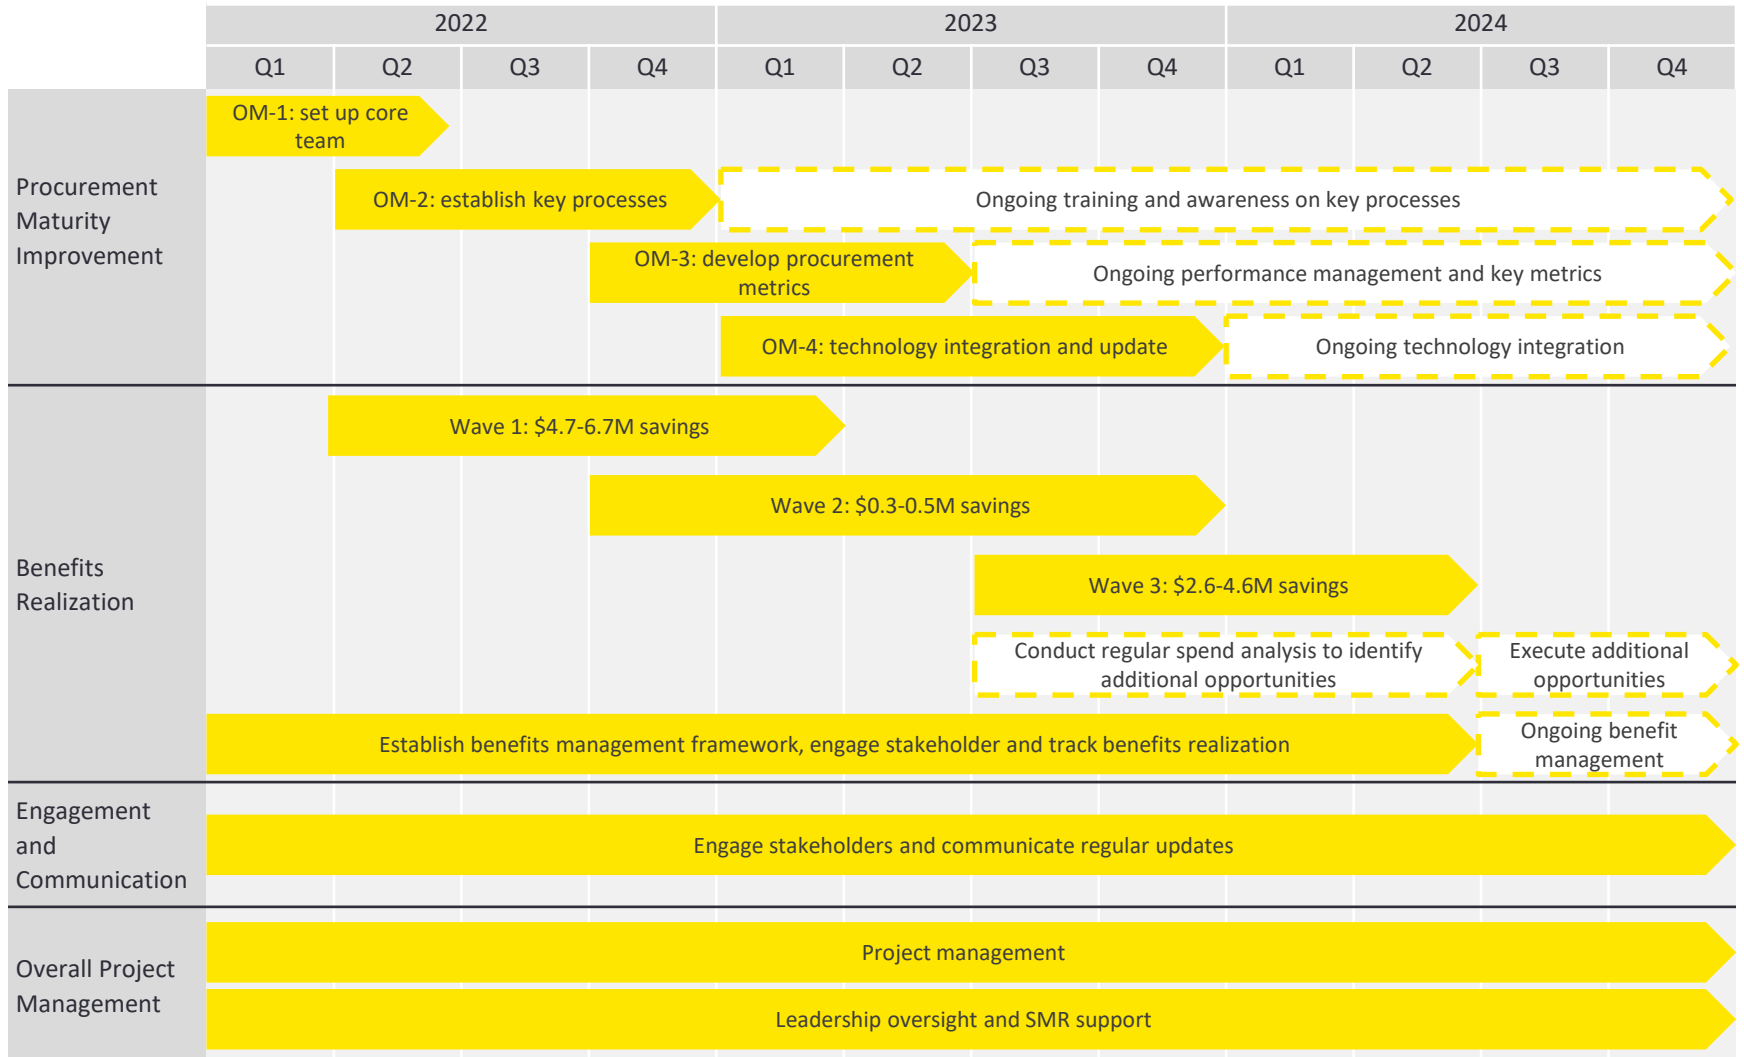 2022
2023
2024
Q1
Q2
Q3
Q4
Q1
Q2
Q3
Q4
Q1
Q2
Q3
Q4
Procurement
Maturity
Improvement
OM-1: set up core
team
OM-2: establish key processes
Ongoing training and awareness on key processes
OM-3: develop procurement
metrics
Ongoing performance management and key metrics
OM-4: technology integration and update
Ongoing technology integration
Benefits
Realization
Wave 1: $4.7-6.7M savings
Wave 2: $0.3-0.5M savings
Wave 3: $2.6-4.6M savings
Conduct regular spend analysis to identify
additional opportunities
Execute additional
opportunities
Establish benefits management framework, engage stakeholder and track benefits realization
Ongoing benefit
management
Engagement
and
Communication
Engage stakeholders and communicate regular updates
Overall Project
Management
Project management
Leadership oversight and SMR support